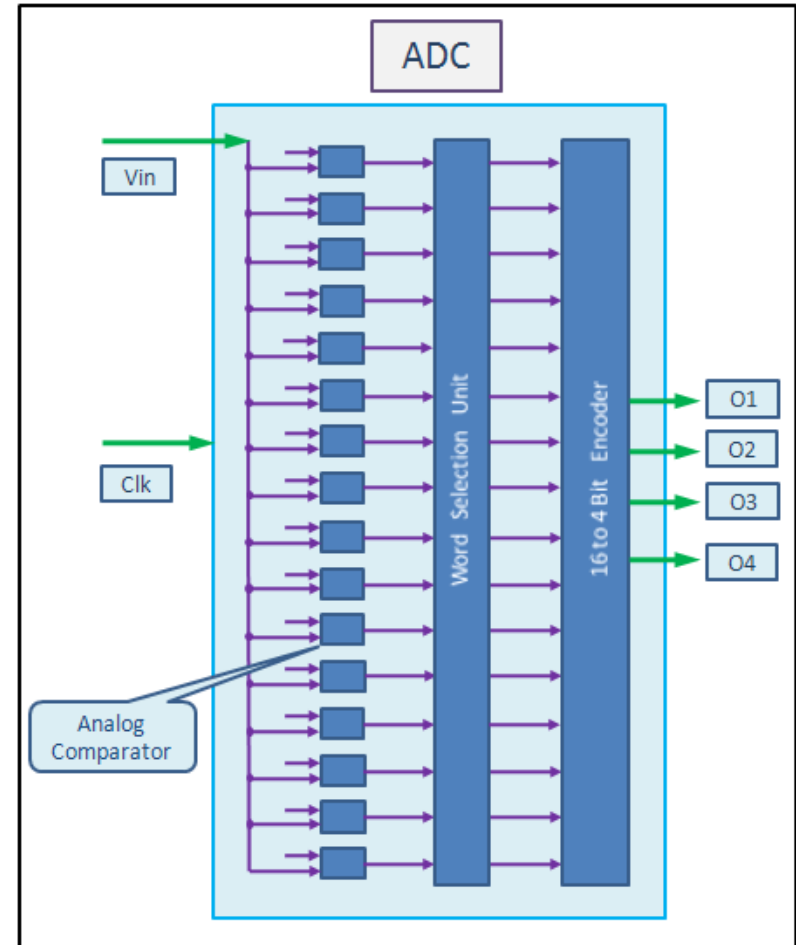 ADC
Vin
Clk
Analog
Comparator
Word Selection Unit
16 to 4 Bit Encoder
O1
O2
O3
O4